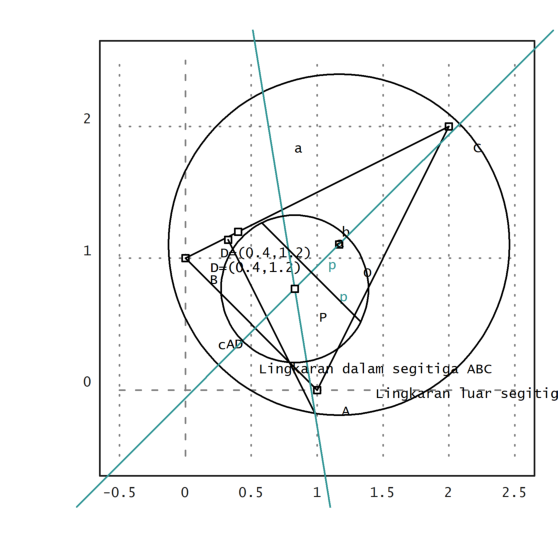 2
a
C
b
D=(0.4,1.2)
1
p
D=(0.4,1.2)
O
B
p
P
cAD
Lingkaran dalam segitiga ABC
0
Lingkaran luar segitig
A
-0.5 0 0.5 1 1.5 2 2.5